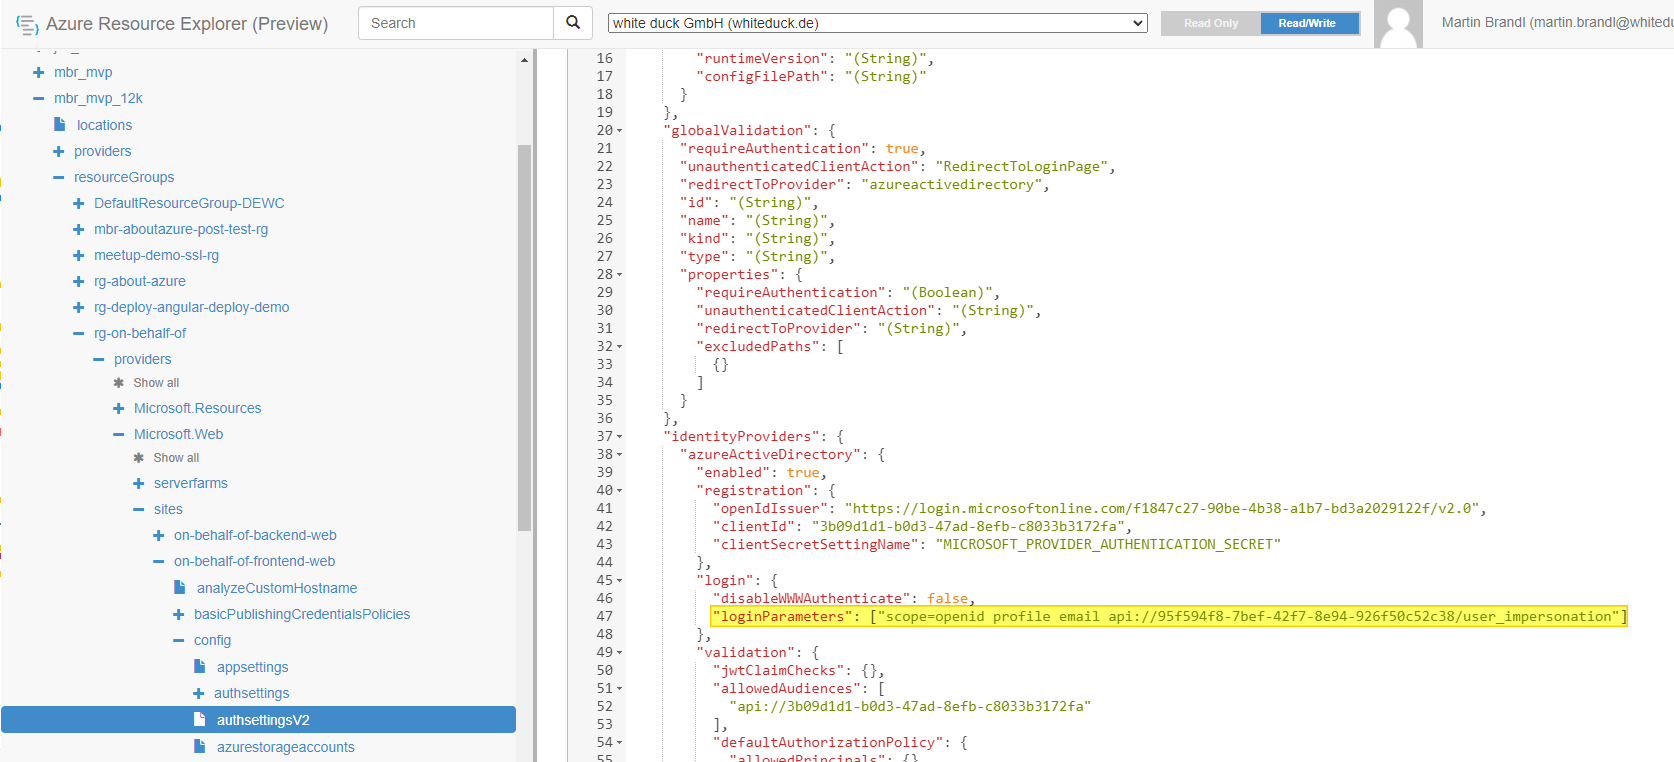 Azure Resource Explorer (Preview)
Search
white duck GmbH (whiteduck.de)
Read Only
Read/Write
Martin Brandl (martin.brandl@whitedu
mbr_mvp
mbr_mvp_12k
locations
providers
resourceGroups
DefaultResourceGroup-DEWC
mbr-aboutazure-post-test-rg
meetup-demo-ssl-rg
rg-about-azure
rg-deploy-angular-deploy-demo
rg-on-behalf-of
providers
Show all
Microsoft.Resources
Microsoft.Web
Show all
serverfarms
sites
on-behalf-of-backend-web
on-behalf-of-frontend-web
analyzeCustomHostname
basicPublishingCredentialsPolicies
config
appsettings
authsettings
authsettingsV2
azurestorageaccounts
16 "runtimeVersion": "(String)",
17 "configFilePath": "(String)"
18 }
19 },
20 "globalValidation": {
21 "requireAuthentication": true,
22 "unauthenticatedClientAction": "RedirectToLoginPage",
23 "redirectToProvider": "azureactivedirectory",
24 "id": "(String)",
25 "name": "(String)",
26 "kind": "(String)",
27 "type": "(String)",
28 "properties": {
29 "requireAuthentication": "(Boolean)",
30 "unauthenticatedClientAction": "(String)",
31 "redirectToProvider": "(String)",
32 "excludedPaths": [
33 {}
34 ]
35 }
36 },
37 "identityProviders": {
38 "azureActiveDirectory": {
39 "enabled": true,
40 "registration": {
41 "openIdIssuer": "https://login.microsoftonline.com/f1847c27-90be-4b38-a1b7-bd3a2029122f/v2.0",
42 "clientId": "3b09d1d1-b0d3-47ad-8efb-c8033b3172fa",
43 "clientSecretSettingName": "MICROSOFT_PROVIDER_AUTHENTICATION_SECRET"
44 },
45 "login": {
46 "disableWWWAuthenticate": false,
47 "loginParameters": ["scope=openid profile email api://95f594f8-7bef-42f7-8e94-926f50c52c38/user_impersonation"]
48 },
49 "validation": {
50 "jwtClaimChecks": {},
51 "allowedAudiences": [
52 "api://3b09d1d1-b0d3-47ad-8efb-c8033b3172fa"
53 ],
54 "defaultAuthorizationPolicy": {
55 "allowedPrincipals": {}